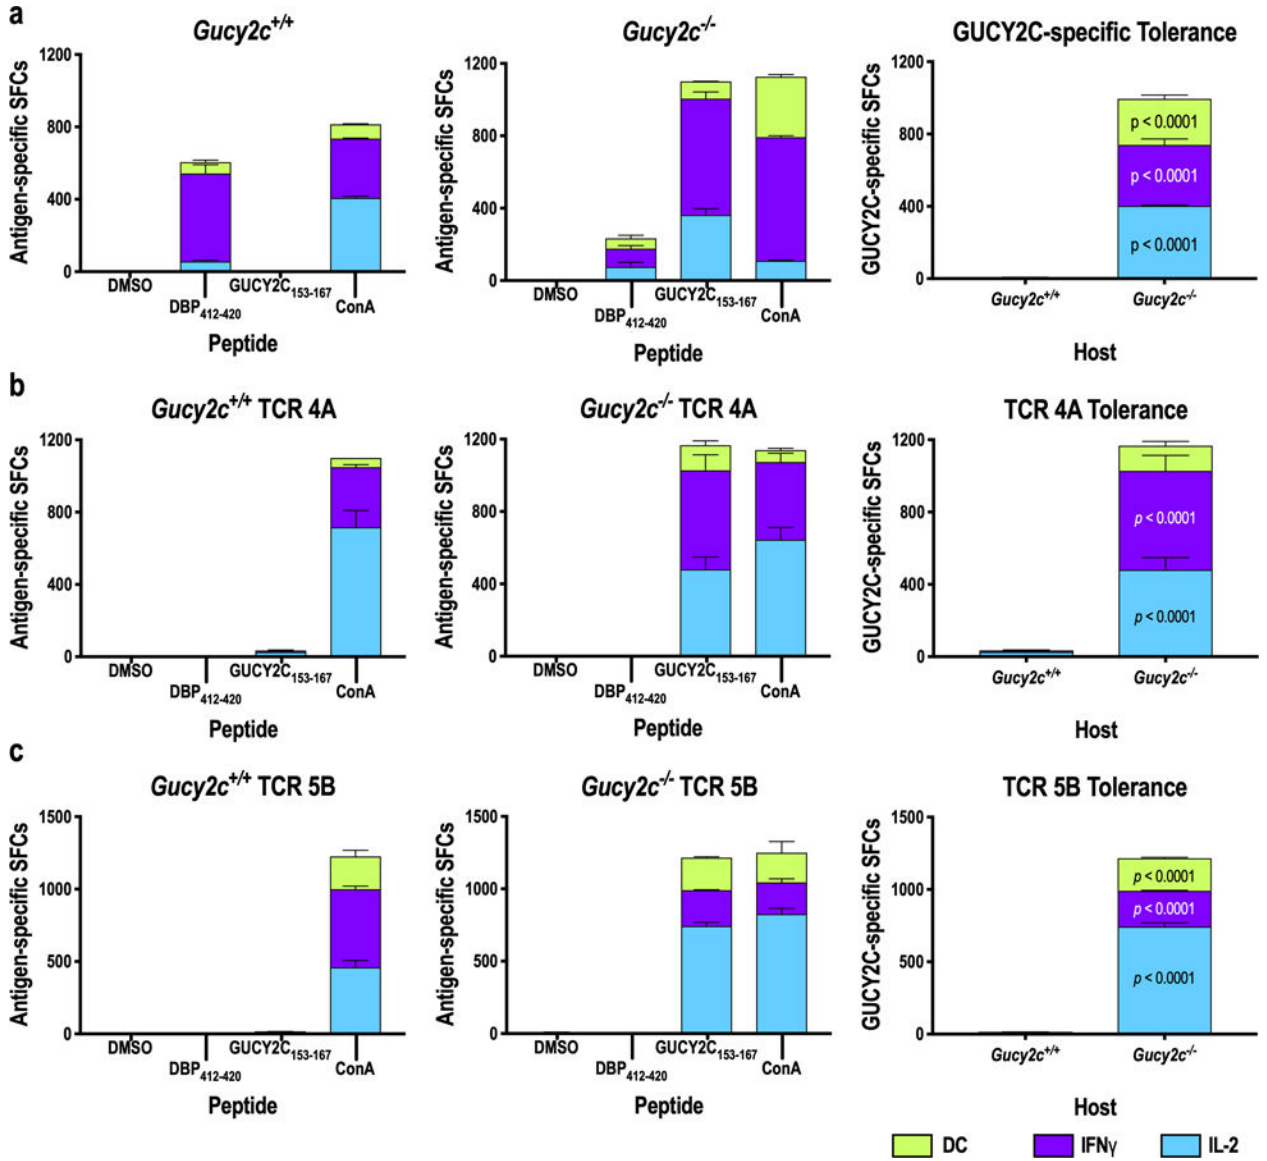 a
Gucy2c+/+
Gucy2c-/-
GUCY2C-specific Tolerance
Antigen-specific SFCs
1200
800
400
0
DMSO
DBP412-420
GUCY2C153-167
ConA
Peptide
Antigen-specific SFCs
1200
800
400
0
DMSO
DBP412-420
GUCY2C153-167
ConA
Peptide
GUCY2C-specific SFCs
1200
800
400
0
p < 0.0001
p < 0.0001
p < 0.0001
Gucy2c+/+
Gucy2c-/-
Host
b
Gucy2c+/+ TCR 4A
Gucy2c-/- TCR 4A
TCR 4A Tolerance
Antigen-specific SFCs
1200
800
400
0
DMSO
DBP412-420
GUCY2C153-167
ConA
Peptide
Antigen-specific SFCs
1200
800
400
0
DMSO
DBP412-420
GUCY2C153-167
ConA
Peptide
GUCY2C-specific SFCs
1200
800
400
0
p < 0.0001
p < 0.0001
Gucy2c+/+
Gucy2c-/-
Host
c
Gucy2c+/+ TCR 5B
Gucy2c-/- TCR 5B
TCR 5B Tolerance
Antigen-specific SFCs
1500
1000
500
0
DMSO
DBP412-420
GUCY2C153-167
ConA
Peptide
Antigen-specific SFCs
1500
1000
500
0
DMSO
DBP412-420
GUCY2C153-167
ConA
Peptide
GUCY2C-specific SFCs
1500
1000
500
0
p < 0.0001
p < 0.0001
p < 0.0001
Gucy2c+/+
Gucy2c-/-
Host
DC
IFNγ
IL-2